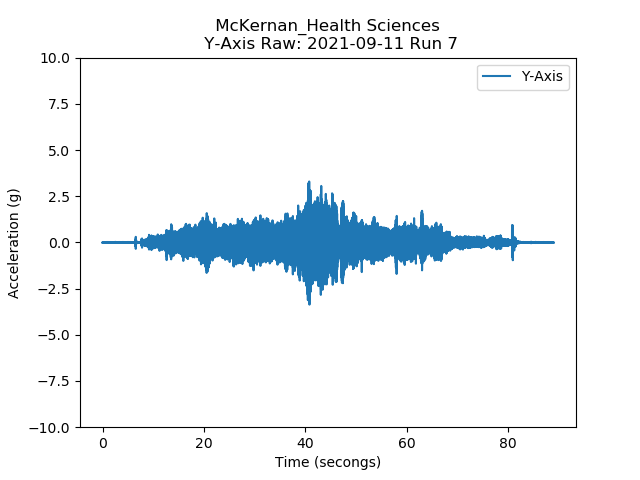 McKernan_Health Sciences
Y-Axis Raw: 2021-09-11 Run 7
10.0
7.5
5.0
2.5
0.0
−2.5
−5.0
−7.5
−10.0
Acceleration (g)
Y-Axis
0 20 40 60 80
Time (secongs)